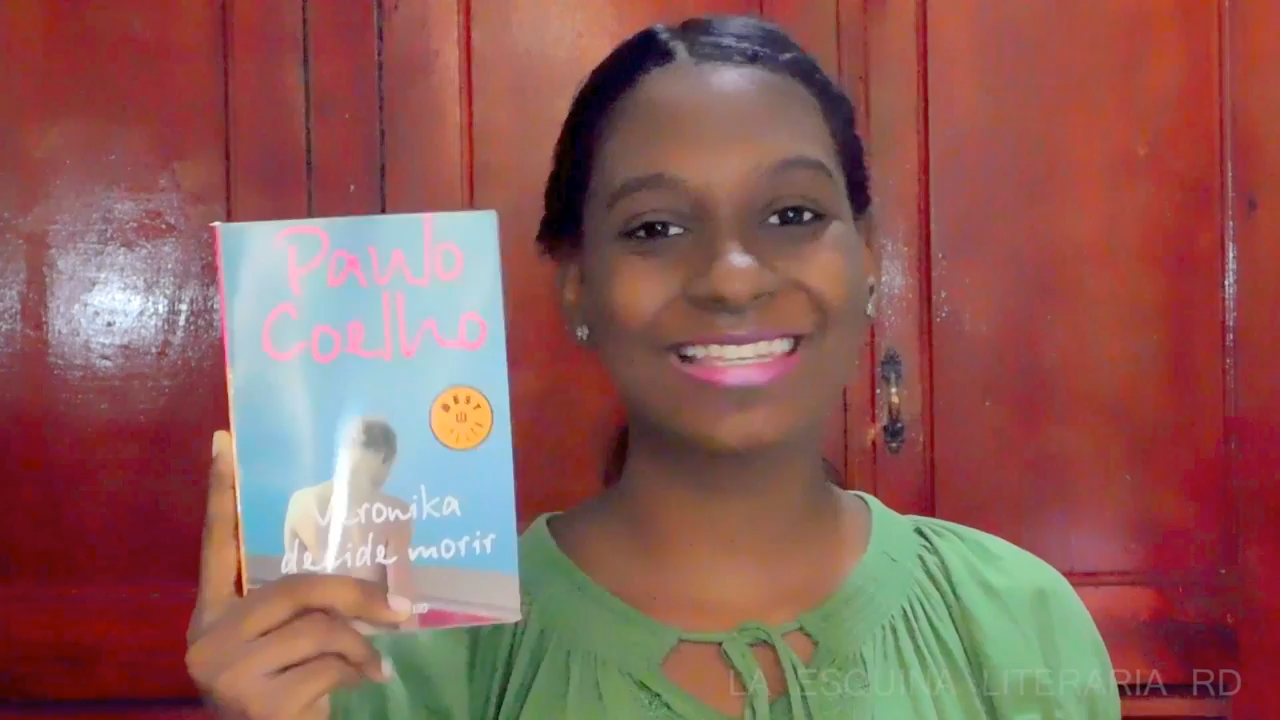 Paulo
Coelho
BEST
Veronika
decide morir
LA ESQUINA LITERARIA RD